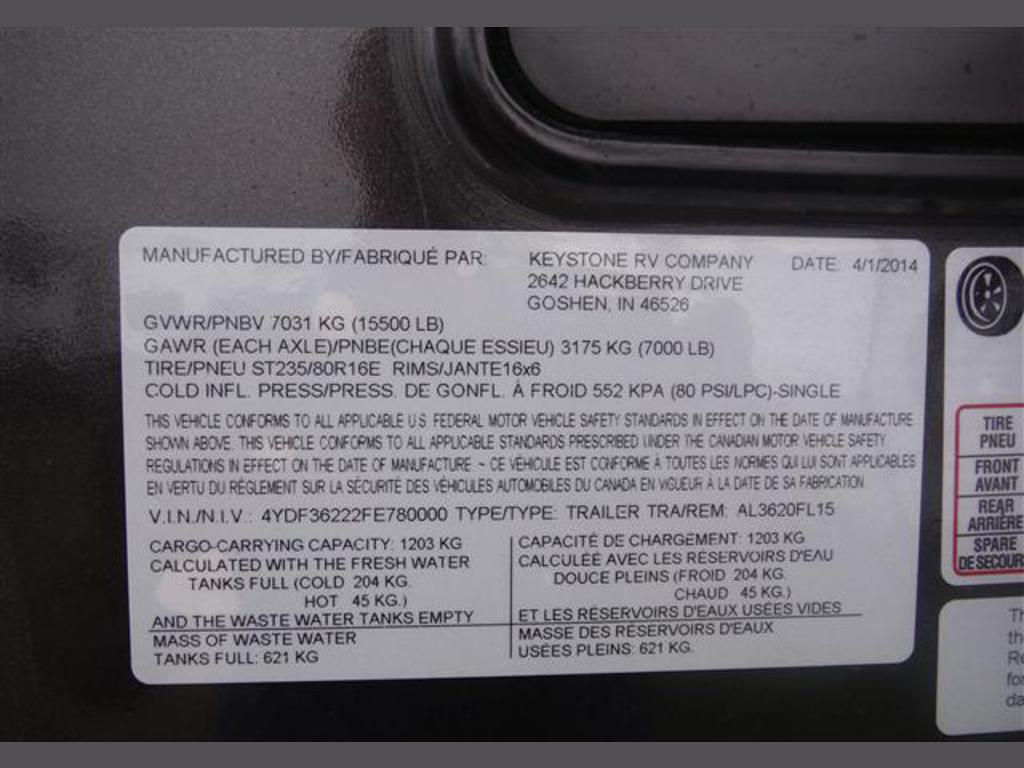 MANUFACTURED BY/FABRIQUÉ PAR: KEYSTONE RV COMPANY DATE: 4/1/2014
2642 HACKBERRY DRIVE
GOSHEN, IN 46526
GVWR/PNBV 7031 KG (15500 LB)
GAWR (EACH AXLE)/PNBE(CHAQUE ESSIEU) 3175 KG (7000 LB)
TIRE/PNEU ST235/80R16E RIMS/JANTE16x6
COLD INFL. PRESS/PRESS. DE GONFL. À FROID 552 KPA (80 PSI/LPC)-SINGLE
THIS VEHICLE CONFORMS TO ALL APPLICABLE U.S. FEDERAL MOTOR VEHICLE SAFETY STANDARDS IN EFFECT ON THE DATE OF MANUFACTURE
SHOWN ABOVE. THIS VEHICLE CONFORMS TO ALL APPLICABLE STANDARDS PRESCRIBED UNDER THE CANADIAN MOTOR VEHICLE SAFETY
REGULATIONS IN EFFECT ON THE DATE OF MANUFACTURE ~ CE VÉHICULE EST CONFORME À TOUTES LES NORMES QUI LUI SONT APPLICABLES
EN VERTU DU RÈGLEMENT SUR LA SÉCURITÉ DES VÉHICULES AUTOMOBILES DU CANADA EN VIGUEUR À LA DATE DE SA FABRICATION
V.I.N./N.I.V.: 4YDF36222FE780000 TYPE/TYPE: TRAILER TRA/REM: AL3620FL15
CARGO-CARRYING CAPACITY: 1203 KG
CALCULATED WITH THE FRESH WATER
TANKS FULL (COLD 204 KG.
HOT 45 KG.)
AND THE WASTE WATER TANKS EMPTY
MASS OF WASTE WATER
TANKS FULL: 621 KG
CAPACITÉ DE CHARGEMENT: 1203 KG
CALCULÉE AVEC LES RÉSERVOIRS D'EAU
DOUCE PLEINS (FROID 204 KG.
CHAUD 45 KG.)
ET LES RÉSERVOIRS D'EAUX USÉES VIDES
MASSE DES RÉSERVOIRS D'EAUX
USÉES PLEINS: 621 KG.
TIRE
PNEU
FRONT
AVANT
REAR
ARRIÈRE
SPARE
DE SECOUR